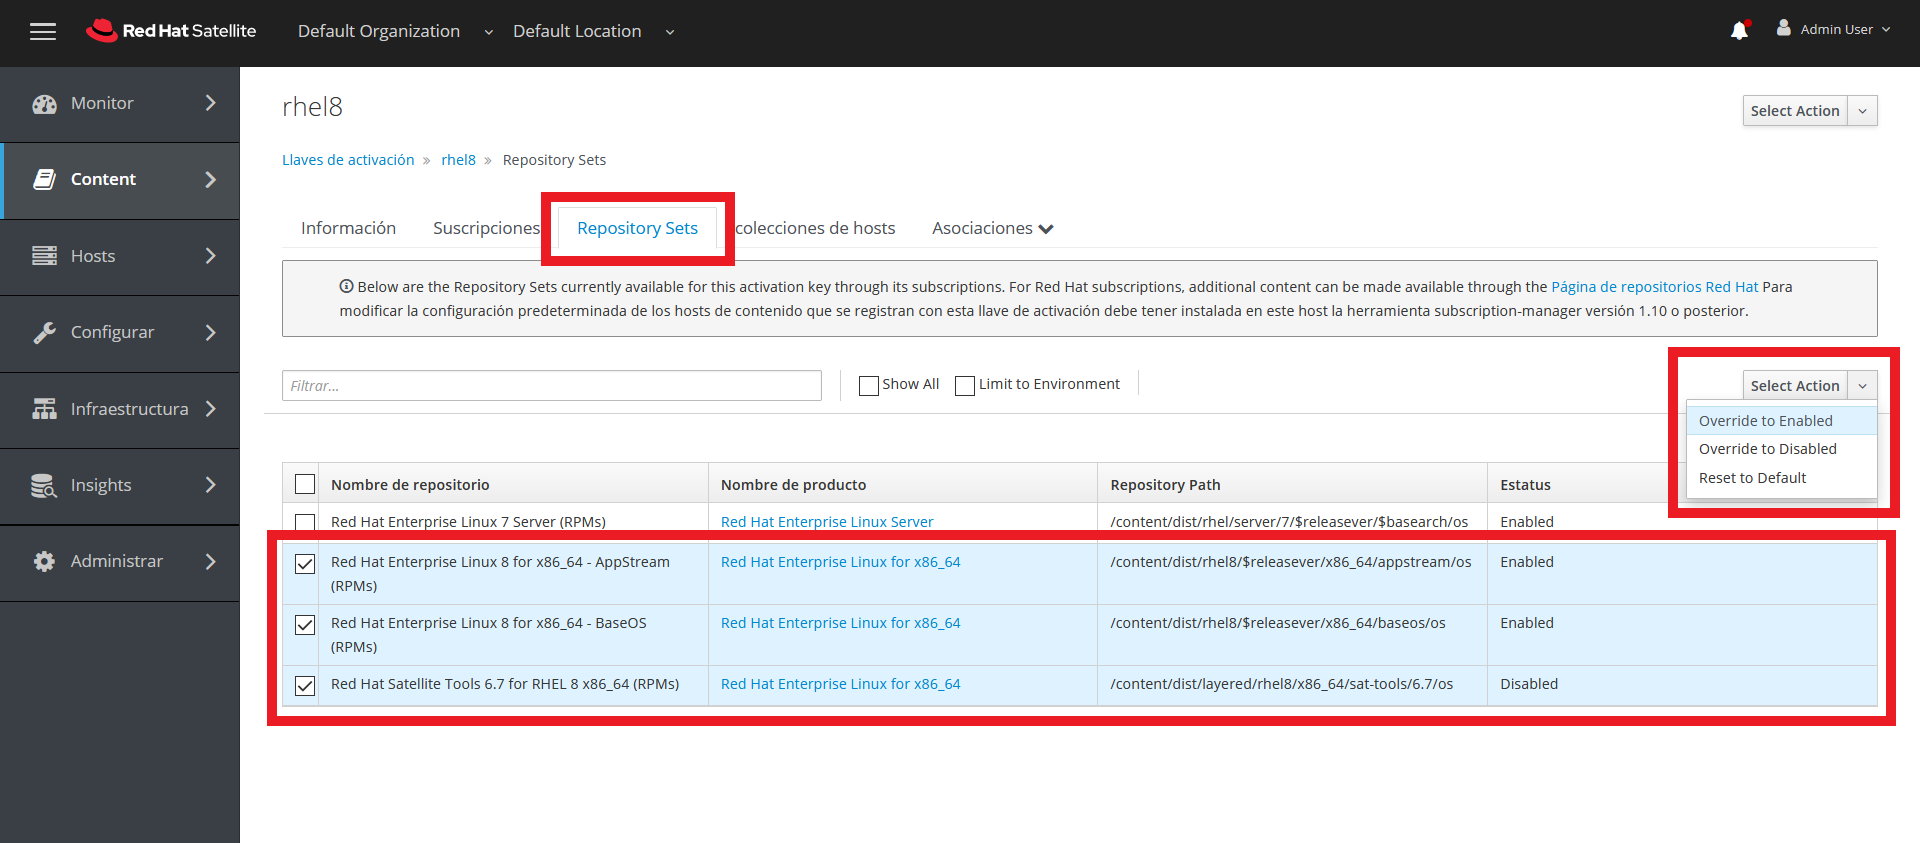 Red Hat Satellite Default Organization Default Location Admin User
Monitor
Content
Hosts
Configurar
Infraestructura
Insights
Administrar
rhel8
Select Action
Llaves de activación » rhel8 » Repository Sets
Información Suscripciones Repository Sets colecciones de hosts Asociaciones
Below are the Repository Sets currently available for this activation key through its subscriptions. For Red Hat subscriptions, additional content can be made available through the Página de repositorios Red Hat Para
modificar la configuración predeterminada de los hosts de contenido que se registran con esta llave de activación debe tener instalada en este host la herramienta subscription-manager versión 1.10 o posterior.
Filtrar... Show All Limit to Environment Select Action
Override to Enabled
Override to Disabled
Reset to Default
Nombre de repositorio Nombre de producto Repository Path Estatus
Red Hat Enterprise Linux 7 Server (RPMs) Red Hat Enterprise Linux Server /content/dist/rhel/server/7/$releasever/$basearch/os Enabled
Red Hat Enterprise Linux 8 for x86_64 - AppStream Red Hat Enterprise Linux for x86_64 /content/dist/rhel8/$releasever/x86_64/appstream/os Enabled
(RPMs)
Red Hat Enterprise Linux 8 for x86_64 - BaseOS Red Hat Enterprise Linux for x86_64 /content/dist/rhel8/$releasever/x86_64/baseos/os Enabled
(RPMs)
Red Hat Satellite Tools 6.7 for RHEL 8 x86_64 (RPMs) Red Hat Enterprise Linux for x86_64 /content/dist/layered/rhel8/x86_64/sat-tools/6.7/os Disabled